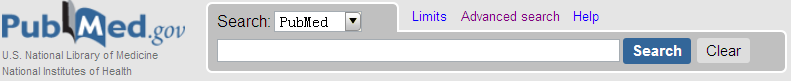 PubMed.gov
U.S. National Library of Medicine
National Institutes of Health
Search: PubMed
Limits Advanced search Help
Search Clear